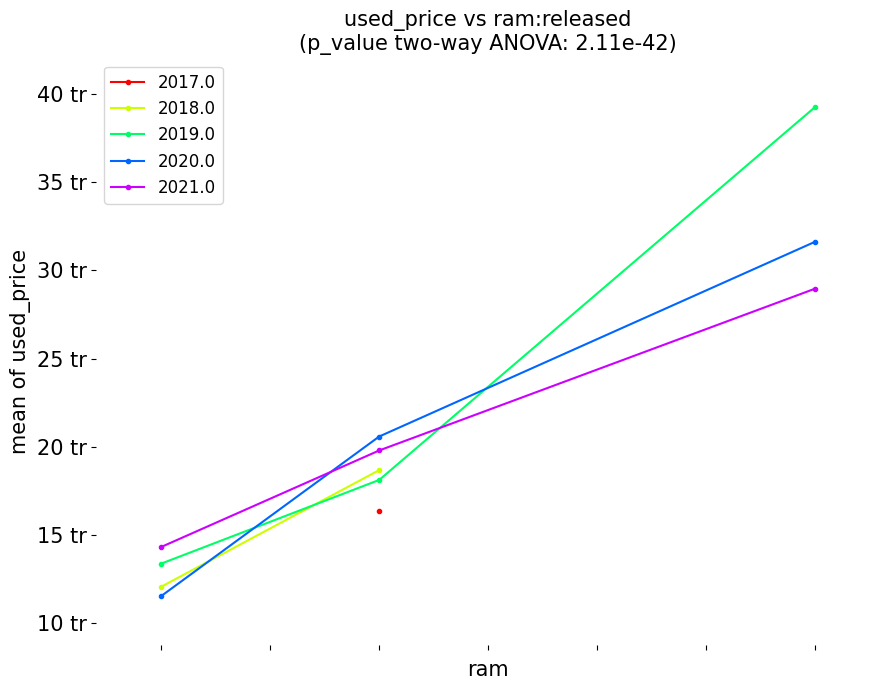 used_price vs ram:released
(p_value two-way ANOVA: 2.11e-42)
2017.0
2018.0
2019.0
2020.0
2021.0
40 tr
35 tr
30 tr
25 tr
20 tr
15 tr
10 tr
mean of used_price
ram